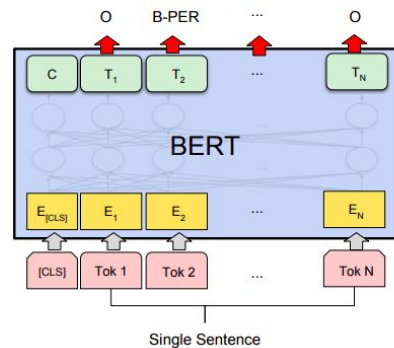 O B-PER ... O
C T1 T2 ... TN
...
BERT
...
E[CLS] E1 E2 ... EN
[CLS] Tok 1 Tok 2 ... Tok N
Single Sentence